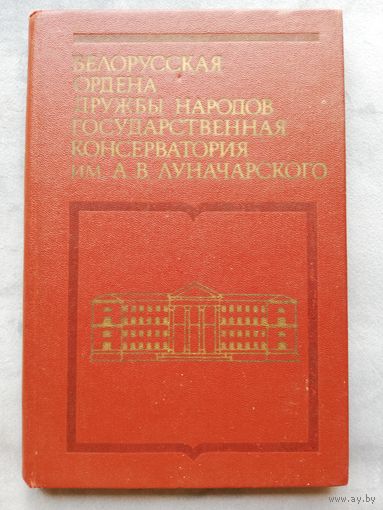 БЕЛОРУССКАЯ
ОРДЕНА
ДРУЖБЫ НАРОДОВ
ГОСУДАРСТВЕННАЯ
КОНСЕРВАТОРИЯ
ИМ. А. В. ЛУНАЧАРСКОГО
www.ay.by